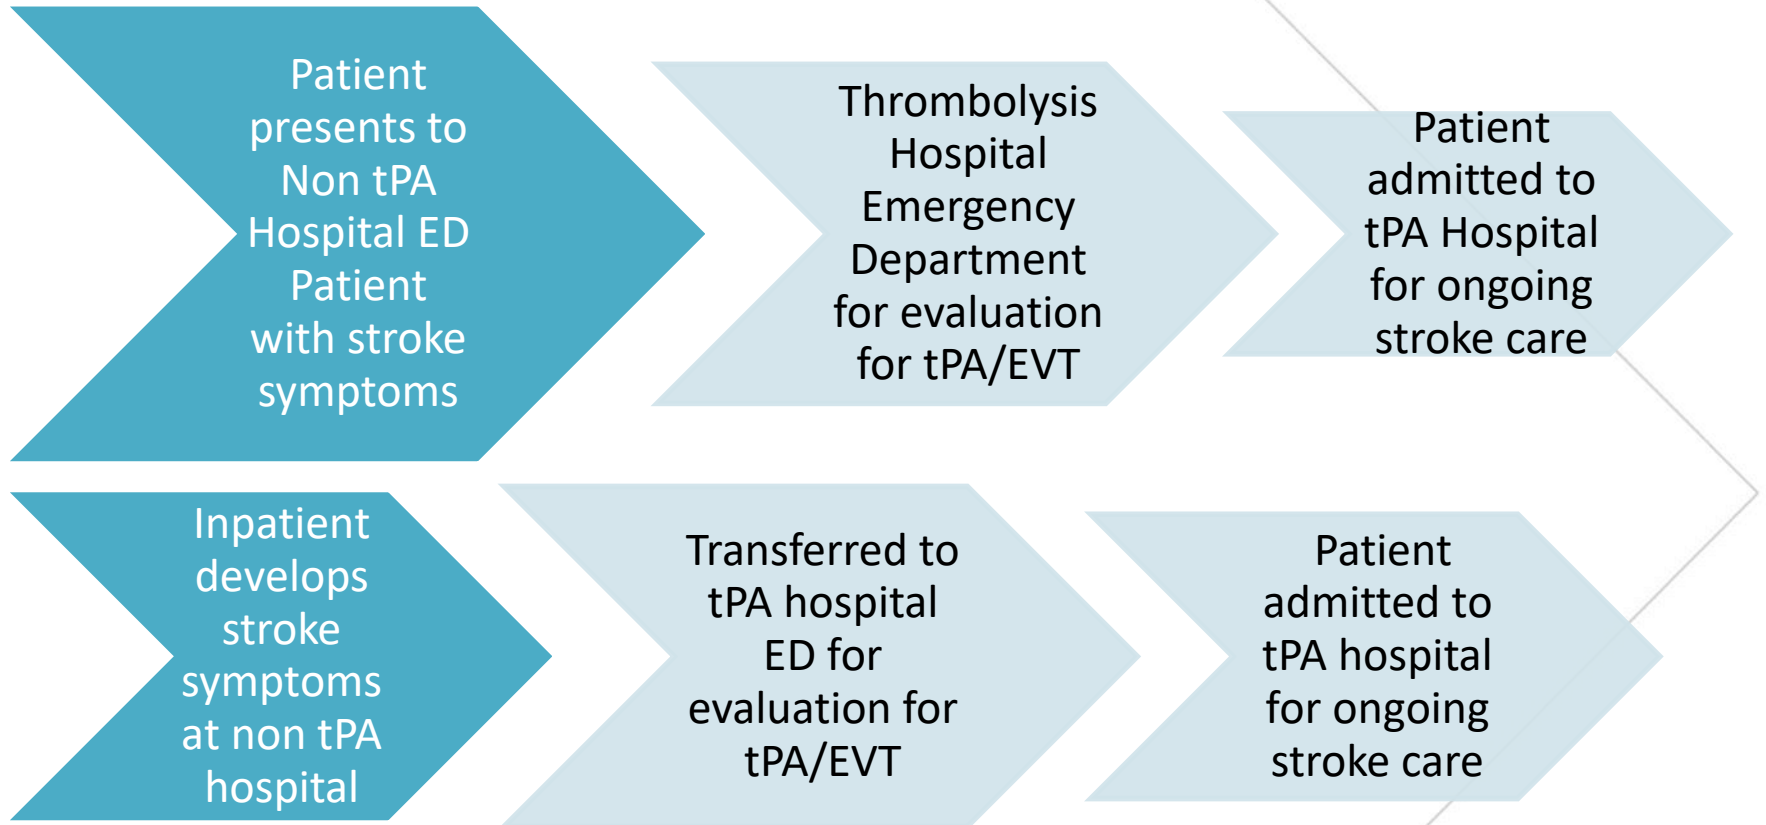 Patient
presents to
Non tPA
Hospital ED
Patient
with stroke
symptoms
Thrombolysis
Hospital
Emergency
Department
for evaluation
for tPA/EVT
Patient
admitted to
tPA Hospital
for ongoing
stroke care
Inpatient
develops
stroke
symptoms
at non tPA
hospital
Transferred to
tPA hospital
ED for
evaluation for
tPA/EVT
Patient
admitted to
tPA hospital
for ongoing
stroke care